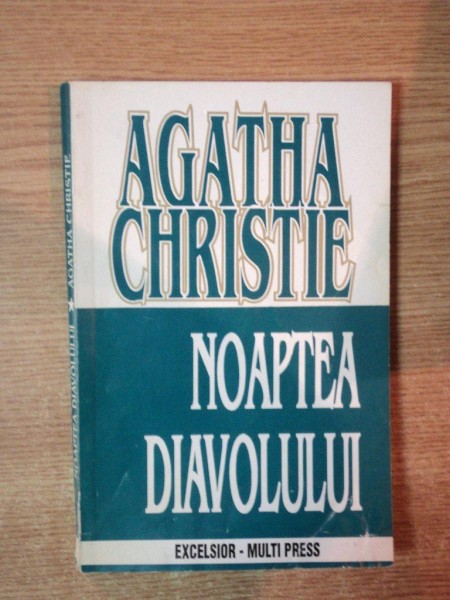 AGATHA
CHRISTIE
NOAPTEA
DIAVOLULUI
EXCELSIOR - MULTI PRESS
NOAPTEA DIAVOLULUI AGATHA CHRISTIE